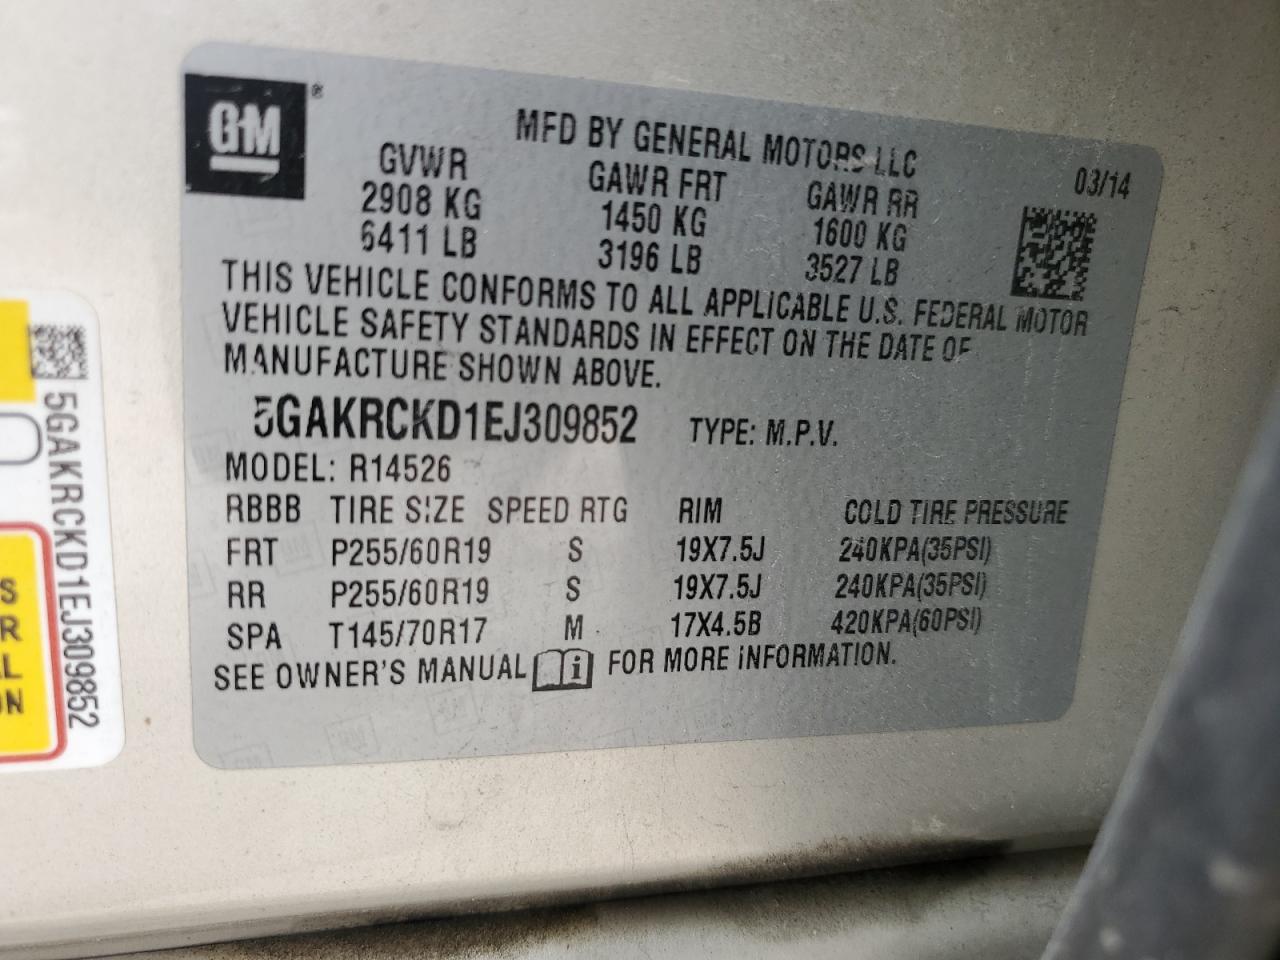 GM ®
MFD BY GENERAL MOTORS LLC
03/14
GVWR GAWR FRT GAWR RR
2908 KG 1450 KG 1600 KG
6411 LB 3196 LB 3527 LB
THIS VEHICLE CONFORMS TO ALL APPLICABLE U.S. FEDERAL MOTOR
VEHICLE SAFETY STANDARDS IN EFFECT ON THE DATE OF
MANUFACTURE SHOWN ABOVE.
5GAKRCKD1EJ309852 TYPE: M.P.V.
MODEL: R14526
RBBB TIRE SIZE SPEED RTG RIM COLD TIRE PRESSURE
FRT P255/60R19 S 19X7.5J 240KPA(35PSI)
RR P255/60R19 S 19X7.5J 240KPA(35PSI)
SPA T145/70R17 M 17X4.5B 420KPA(60PSI)
SEE OWNER'S MANUAL i FOR MORE INFORMATION.
5GAKRCKD1EJ309852